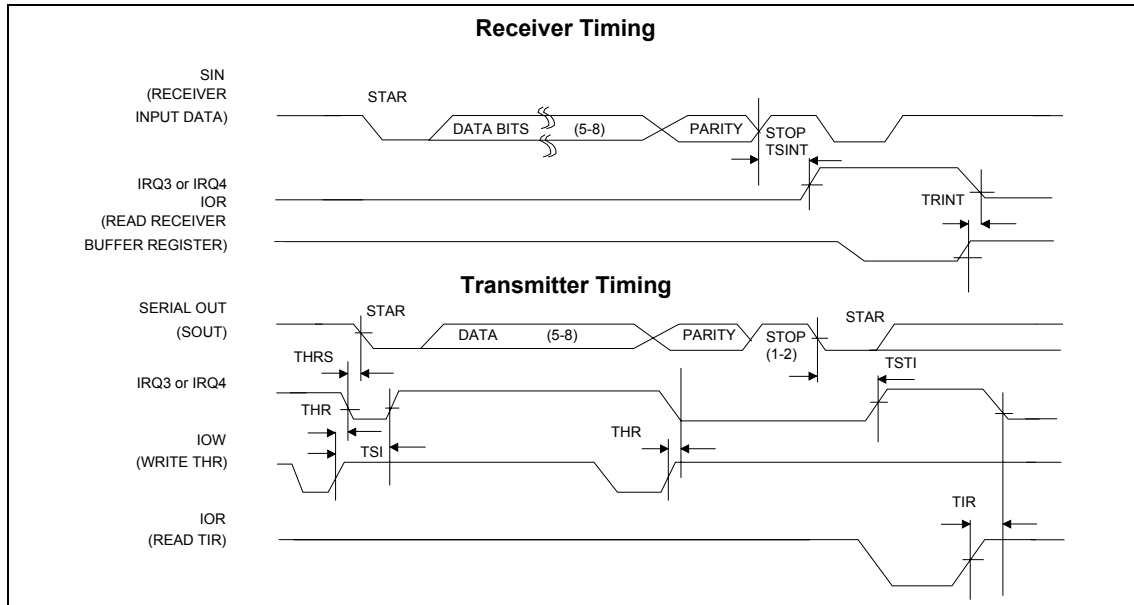 Receiver Timing
SIN
(RECEIVER
INPUT DATA)
STAR
DATA BITS (5-8)
PARITY
STOP
TSINT
IRQ3 or IRQ4
IOR
(READ RECEIVER
BUFFER REGISTER)
TRINT
Transmitter Timing
SERIAL OUT
(SOUT)
STAR
DATA (5-8)
PARITY
STOP
(1-2)
STAR
THRS
TSTI
IRQ3 or IRQ4
THR
IOW
(WRITE THR)
TSI
THR
IOR
(READ TIR)
TIR